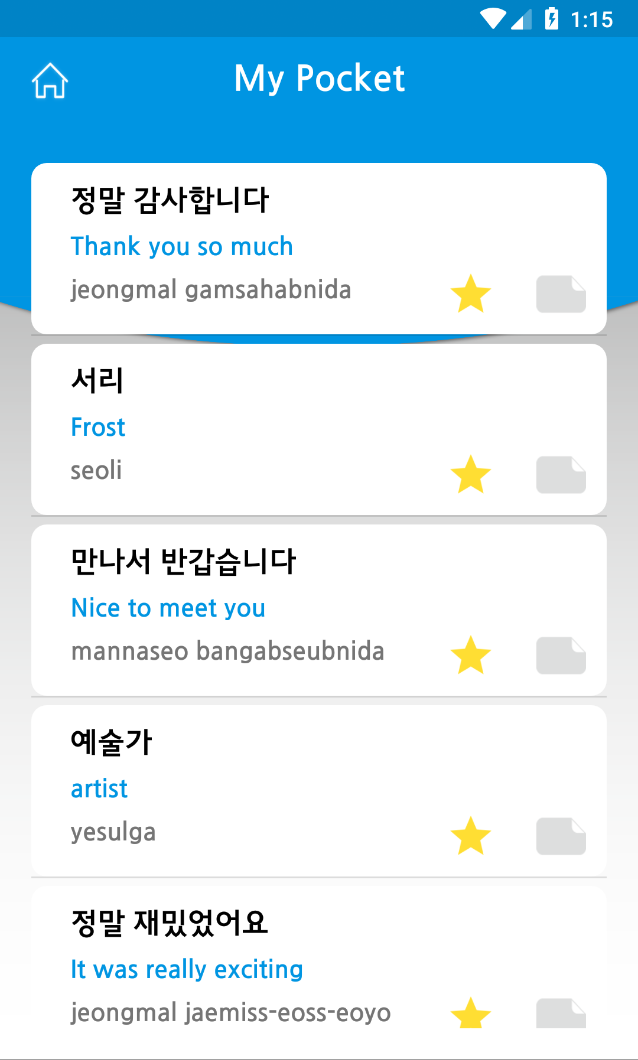 1:15
My Pocket
정말 감사합니다
Thank you so much
jeongmal gamsahabnida
서리
Frost
seoli
만나서 반갑습니다
Nice to meet you
mannaseo bangabseubnida
예술가
artist
yesulga
정말 재밌었어요
It was really exciting
jeongmal jaemiss-eoss-eoyo